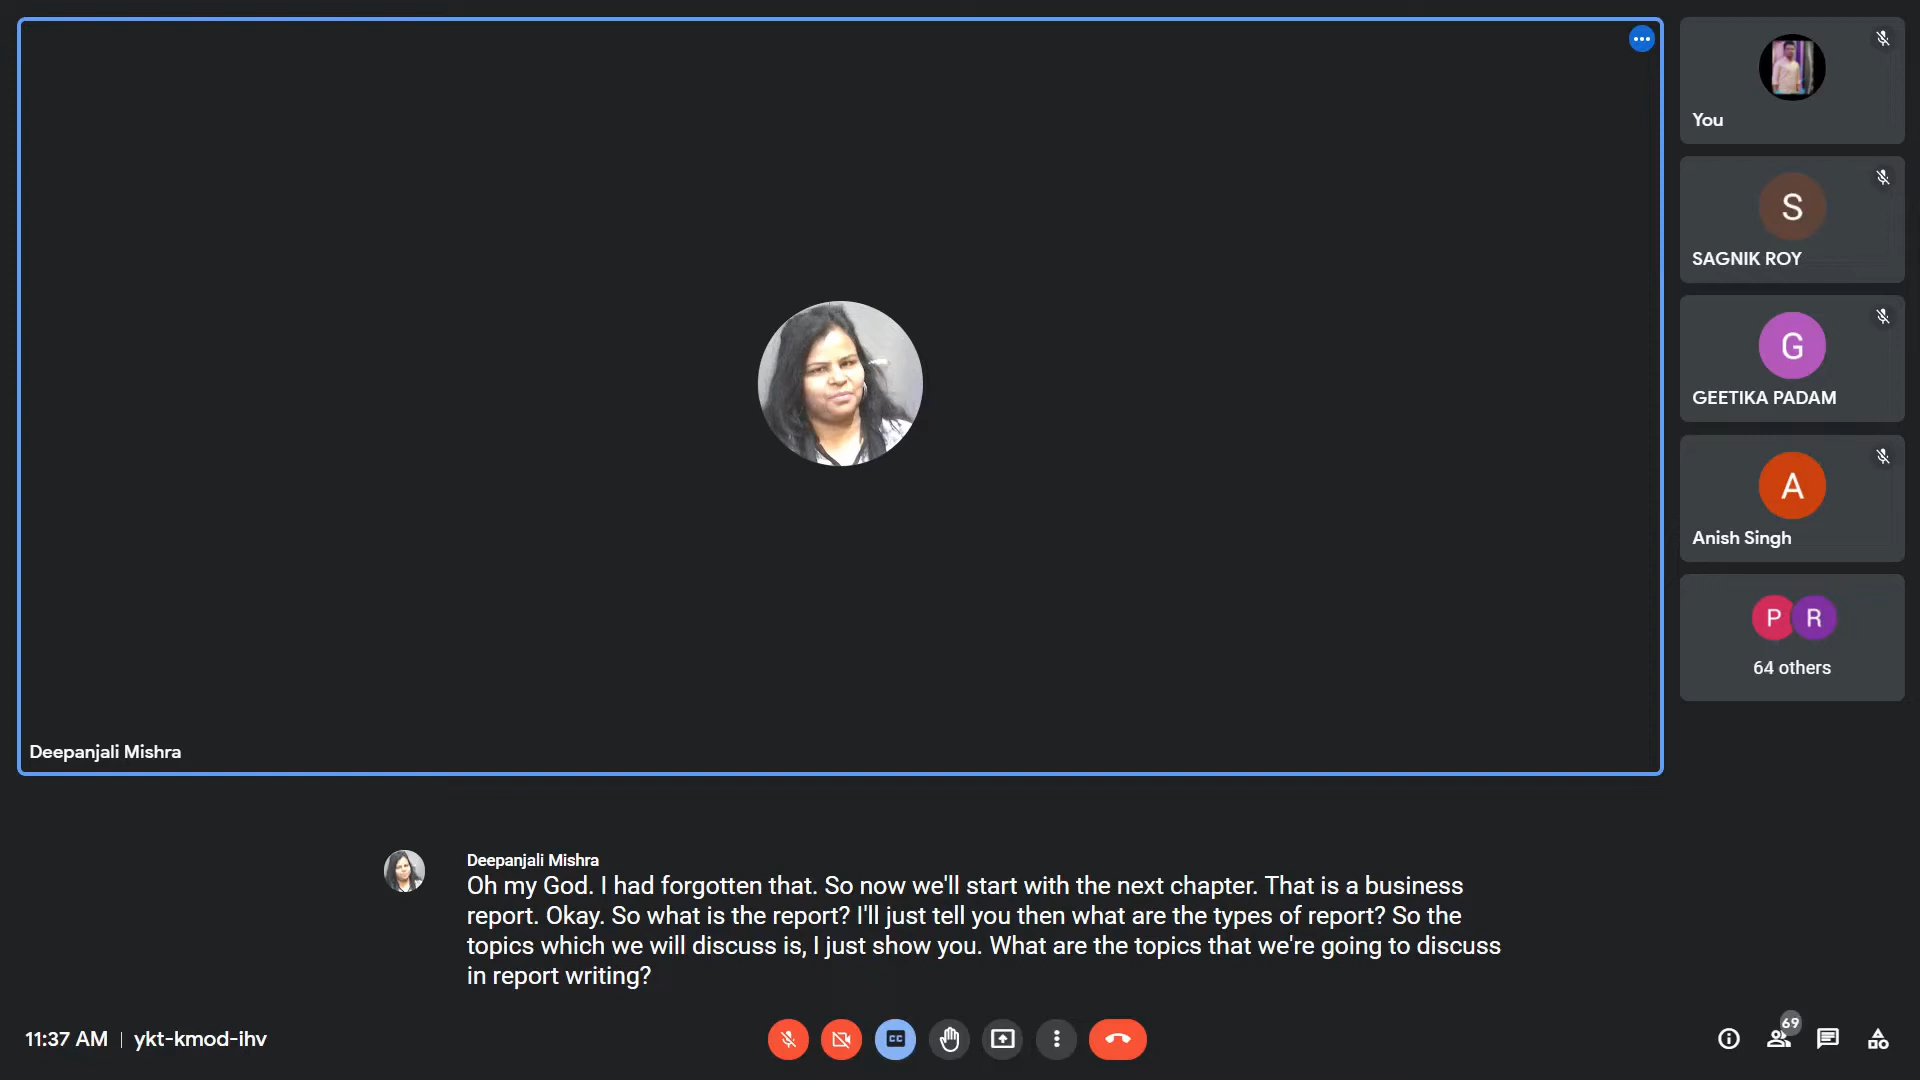 You
S
SAGNIK ROY
G
GEETIKA PADAM
A
Anish Singh
P R
64 others
Deepanjali Mishra
Deepanjali Mishra
Oh my God. I had forgotten that. So now we'll start with the next chapter. That is a business
report. Okay. So what is the report? I'll just tell you then what are the types of report? So the
topics which we will discuss is, I just show you. What are the topics that we're going to discuss
in report writing?
11:37 AM | ykt-kmod-ihv
CC
69